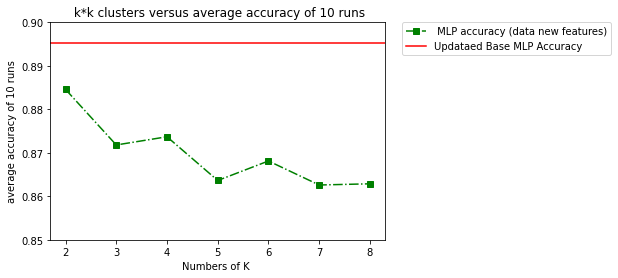 k*k clusters versus average accuracy of 10 runs
0.90
0.89
0.88
0.87
0.86
0.85
average accuracy of 10 runs
2 3 4 5 6 7 8
Numbers of K
MLP accuracy (data new features)
Updataed Base MLP Accuracy